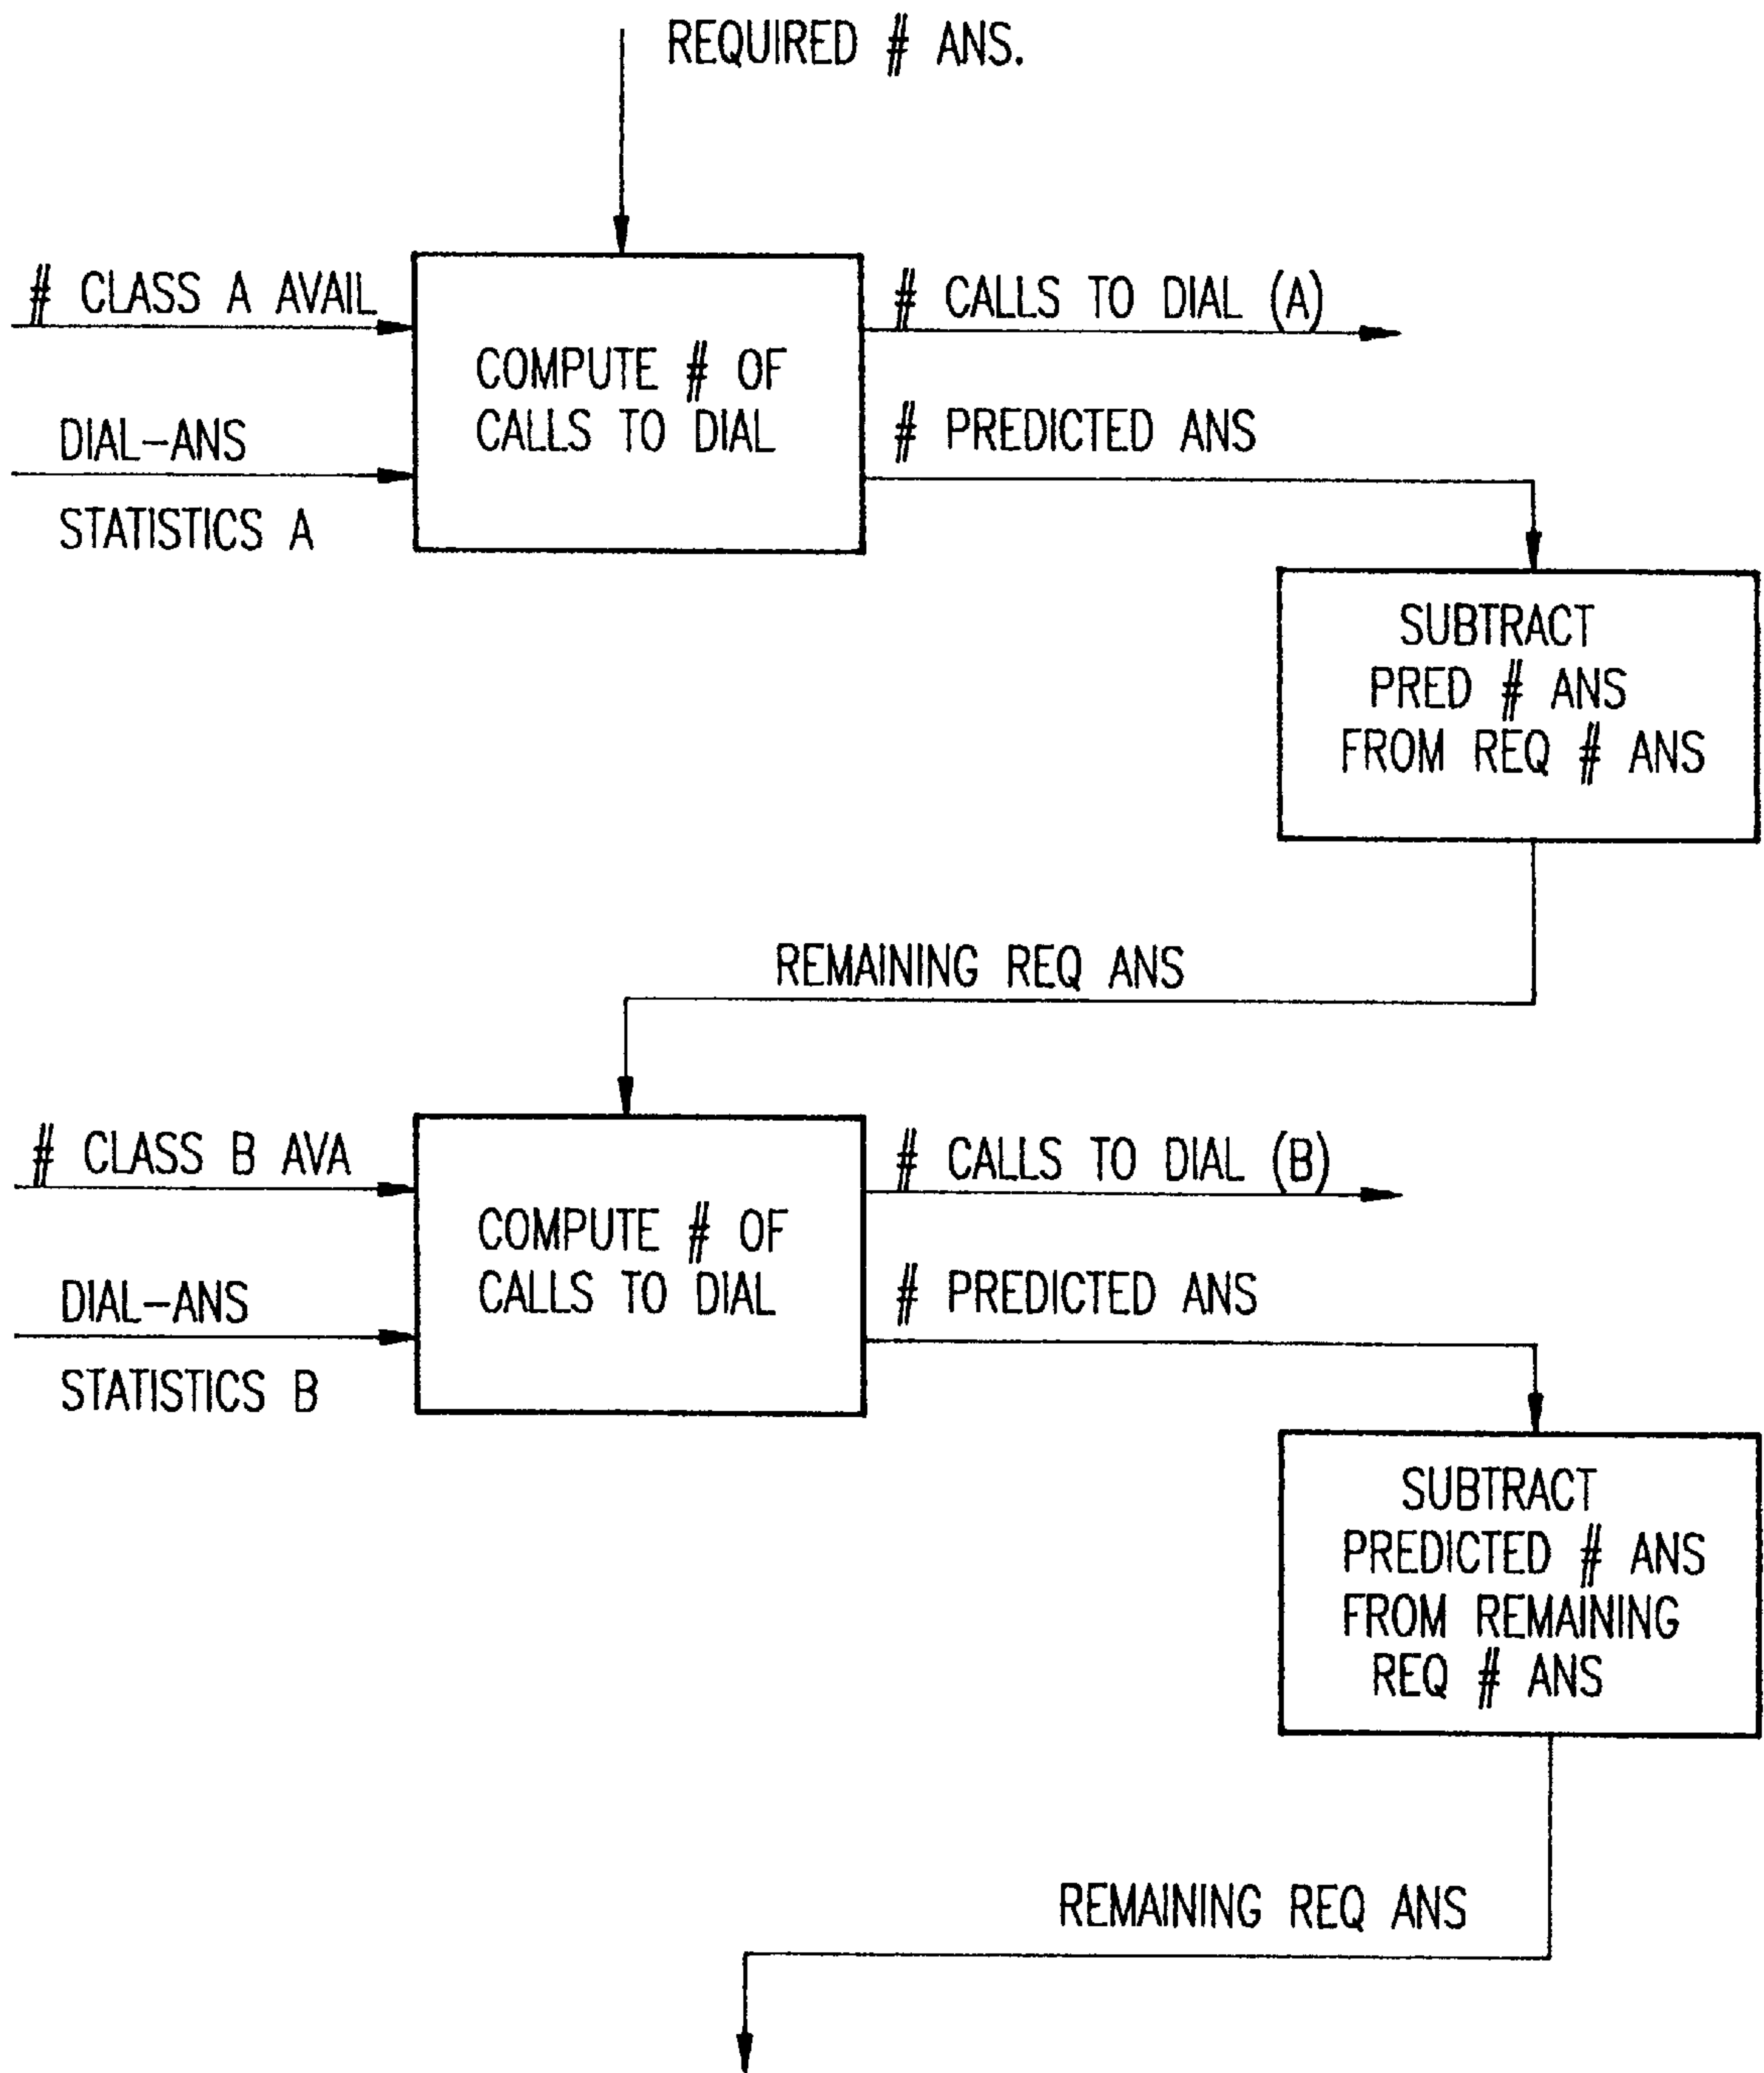 REQUIRED # ANS.
# CLASS A AVAIL
# CALLS TO DIAL (A)
COMPUTE # OF
CALLS TO DIAL
DIAL-ANS
STATISTICS A
# PREDICTED ANS
SUBTRACT
PRED # ANS
FROM REQ # ANS
REMAINING REQ ANS
# CLASS B AVA
# CALLS TO DIAL (B)
COMPUTE # OF
CALLS TO DIAL
DIAL-ANS
STATISTICS B
# PREDICTED ANS
SUBTRACT
PREDICTED # ANS
FROM REMAINING
REQ # ANS
REMAINING REQ ANS